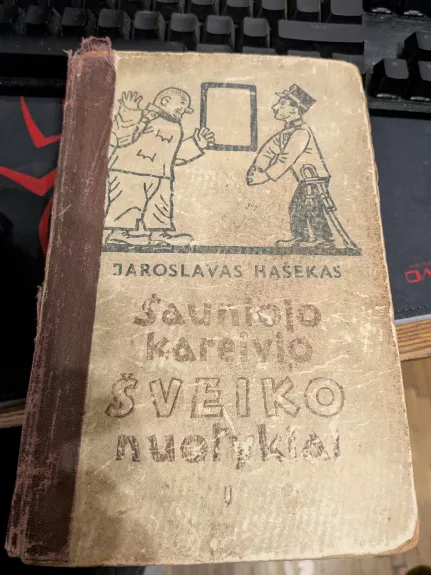 JAROSLAVAS HAŠEKAS
Šauniojo
kareivio
ŠVEIKO
nuotykiai
I